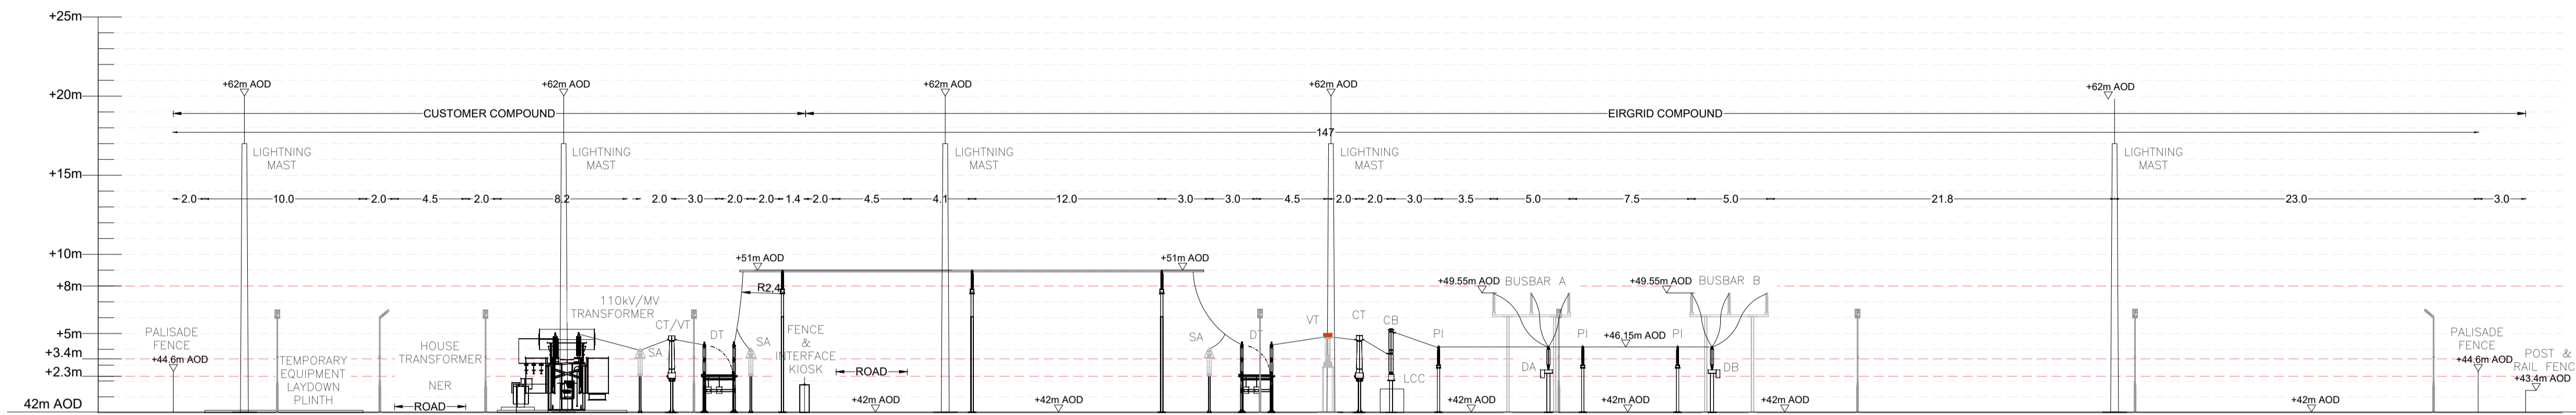 +25m
+62m AOD
+62m AOD
+62m AOD
+62m AOD
+62m AOD
+20m
CUSTOMER COMPOUND
EIRGRID COMPOUND
147
LIGHTNING
MAST
LIGHTNING
MAST
LIGHTNING
MAST
LIGHTNING
MAST
LIGHTNING
MAST
+15m
2.0 10.0 2.0 4.5 2.0 8.2 2.0 3.0 2.0 2.0 1.4 2.0 4.5 4.1 12.0 3.0 3.0 4.5 2.0 2.0 3.0 3.5 5.0 7.5 5.0 21.8 23.0 3.0
+10m
+51m AOD
+51m AOD
+8m
R2,4
+49.55m AOD
BUSBAR A
+49.55m AOD
BUSBAR B
110kV/MV
TRANSFORMER
+5m
PALISADE
FENCE
+44.6m AOD
CT/VT
DT
SA
SA
FENCE
&
INTERFACE
KIOSK
SA
DT
VT
CT
CB
PI
PI
+46.15m AOD
PI
PALISADE
FENCE
+44.6m AOD
+3.4m
HOUSE
TRANSFORMER
NER
TEMPORARY
EQUIPMENT
LAYDOWN
PLINTH
POST &
RAIL FENC
+43.4m AOD
+2.3m
ROAD
LCC
DA
DB
ROAD
42m AOD
+42m AOD
+42m AOD
+42m AOD
+42m AOD
+42m AOD
+42m AOD